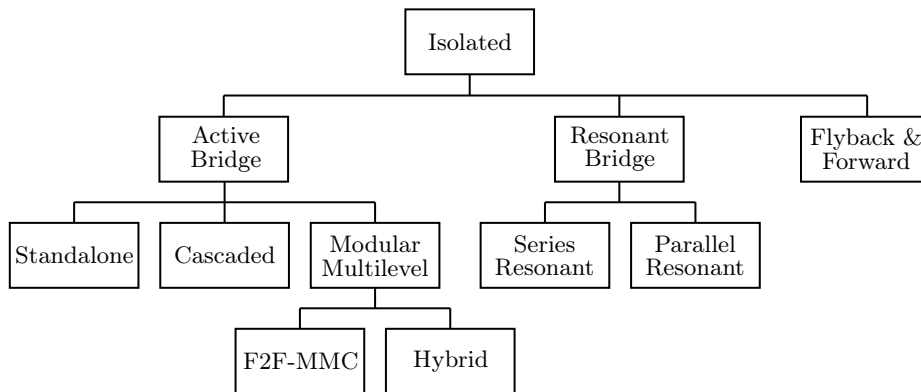 Isolated
Active
Bridge
Resonant
Bridge
Flyback &
Forward
Standalone
Cascaded
Modular
Multilevel
Series
Resonant
Parallel
Resonant
F2F-MMC
Hybrid